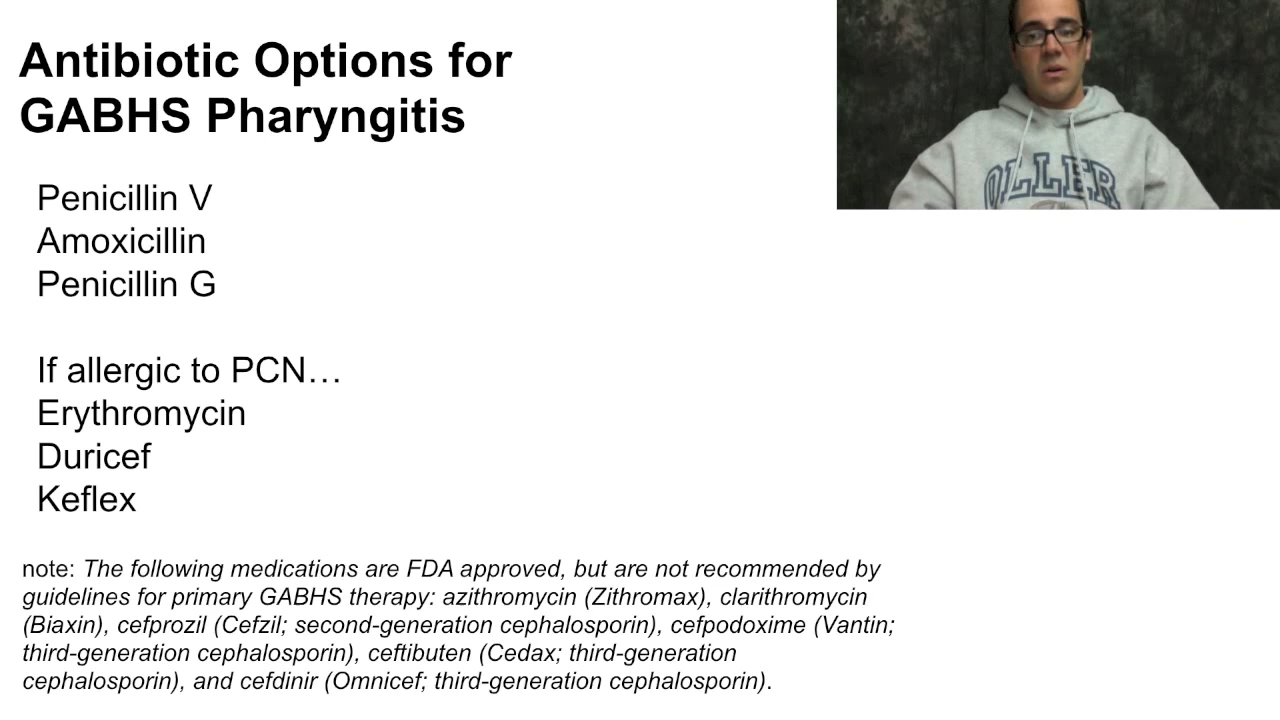 Antibiotic Options for
GABHS Pharyngitis
OLLER
Penicillin V
Amoxicillin
Penicillin G
If allergic to PCN…
Erythromycin
Duricef
Keflex
note: The following medications are FDA approved, but are not recommended by
guidelines for primary GABHS therapy: azithromycin (Zithromax), clarithromycin
(Biaxin), cefprozil (Cefzil; second-generation cephalosporin), cefpodoxime (Vantin;
third-generation cephalosporin), ceftibuten (Cedax; third-generation
cephalosporin), and cefdinir (Omnicef; third-generation cephalosporin).